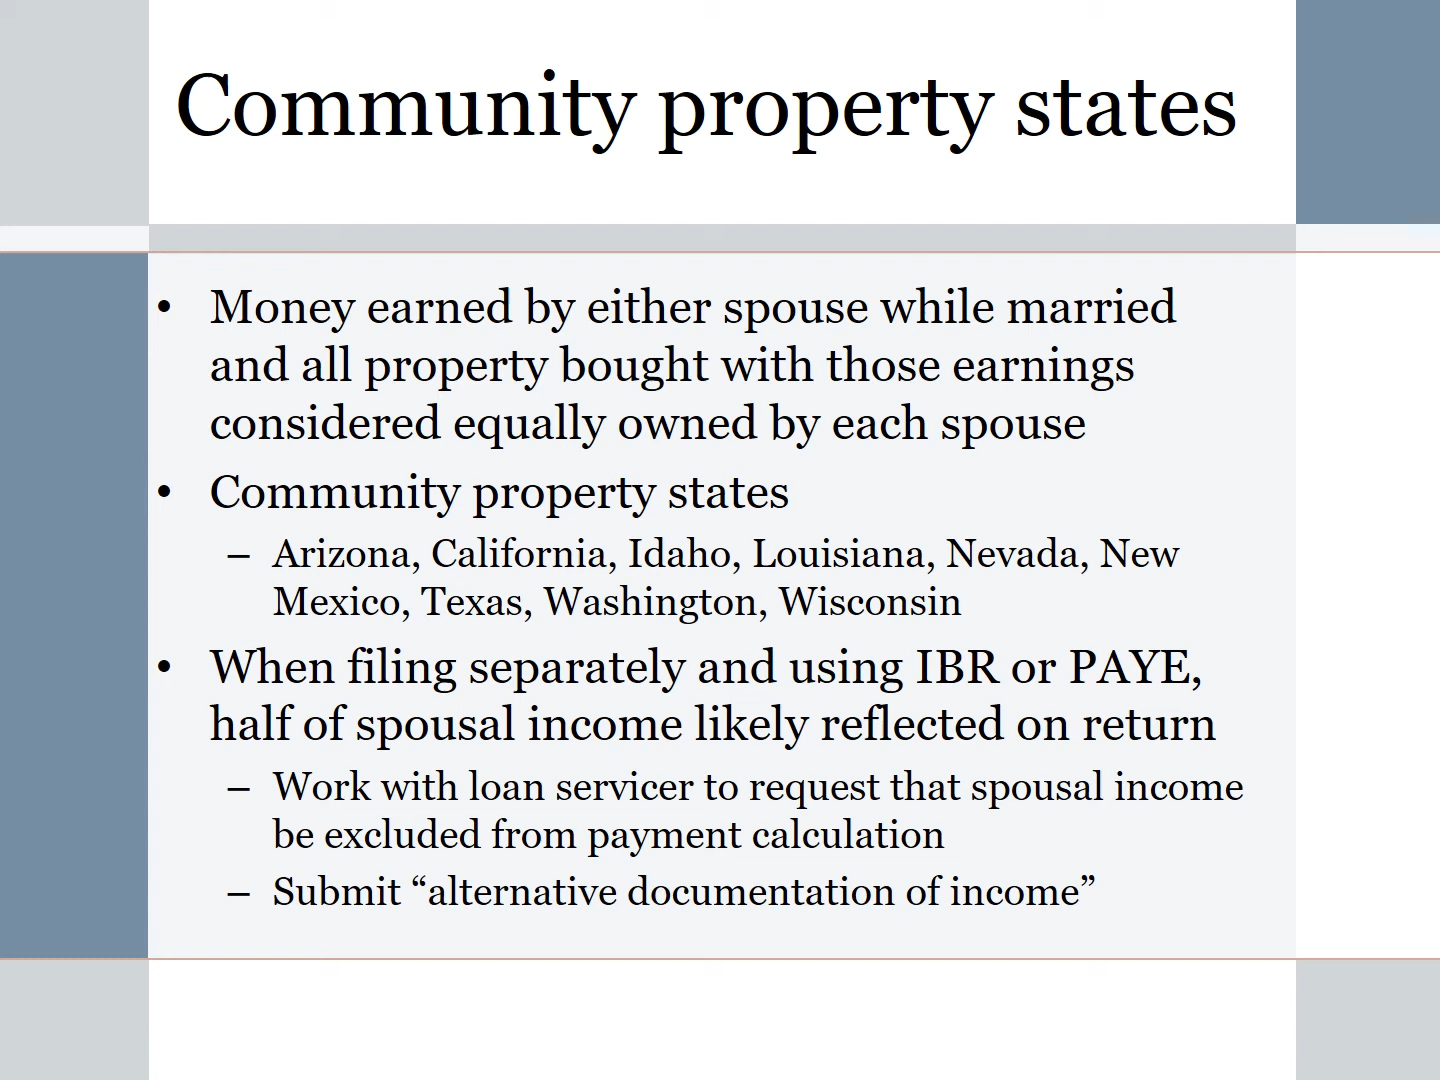 Community property states
• Money earned by either spouse while married
and all property bought with those earnings
considered equally owned by each spouse
• Community property states
– Arizona, California, Idaho, Louisiana, Nevada, New
Mexico, Texas, Washington, Wisconsin
• When filing separately and using IBR or PAYE,
half of spousal income likely reflected on return
– Work with loan servicer to request that spousal income
be excluded from payment calculation
– Submit “alternative documentation of income”